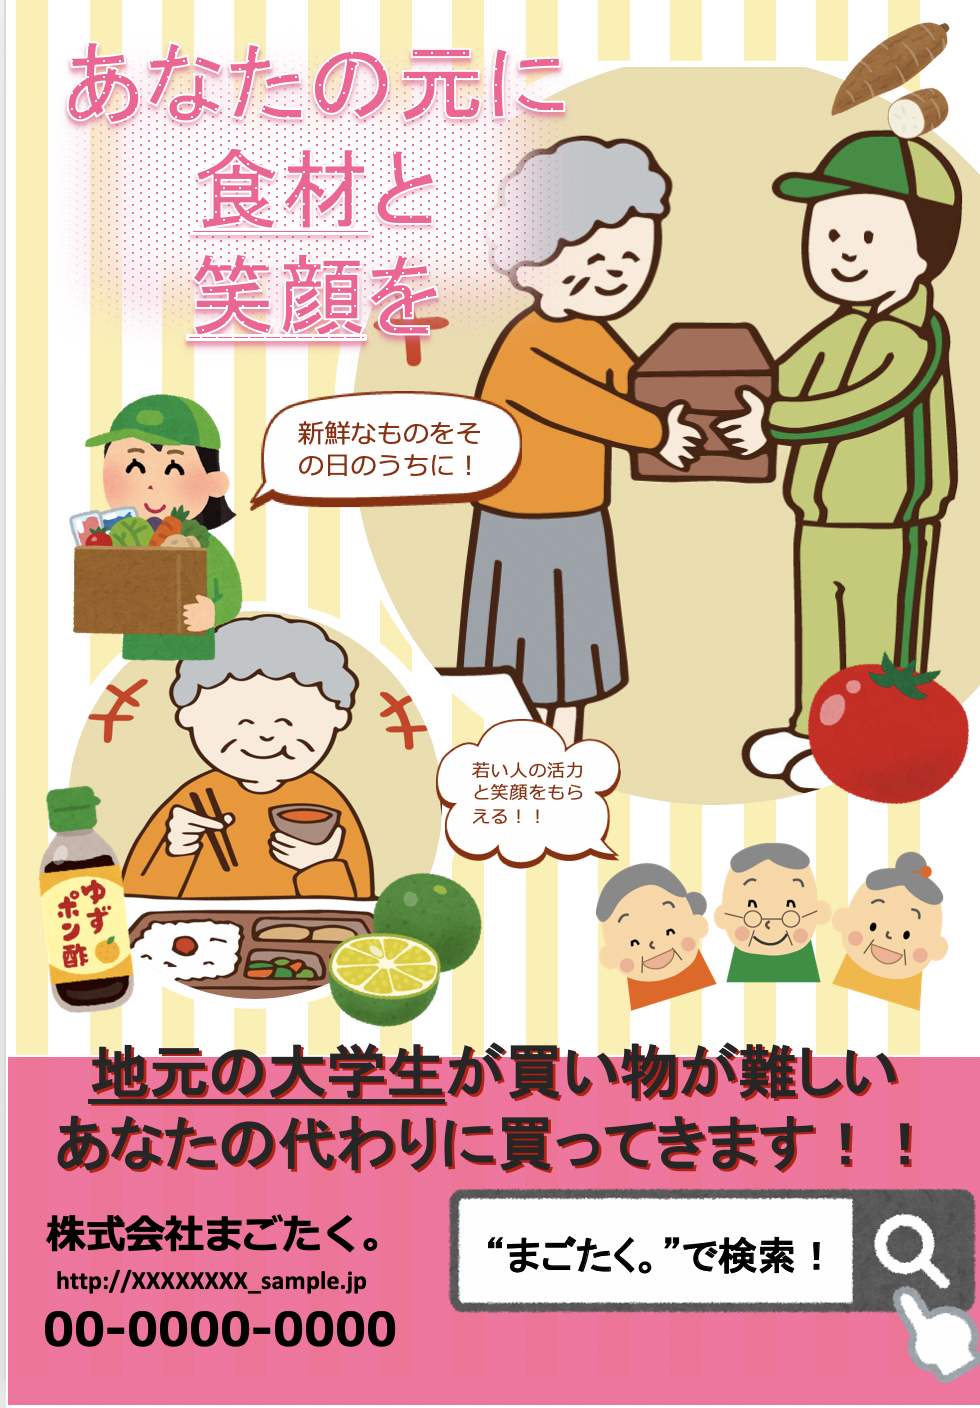 あなたの元に
食材と
笑顔を
新鮮なものをそ
の日のうちに！
若い人の活力
と笑顔をもら
える！！
ゆず
ポン酢
地元の大学生が買い物が難しい
あなたの代わりに買ってきます！！
株式会社まごたく。
http://XXXXXXXX_sample.jp
00-0000-0000
“まごたく。”で検索！